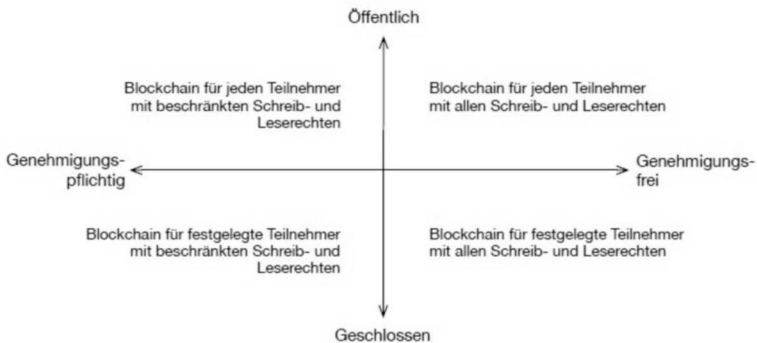 Öffentlich
Blockchain für jeden Teilnehmer
mit beschränkten Schreib- und
Leserechten
Blockchain für jeden Teilnehmer
mit allen Schreib- und Leserechten
Genehmigungs-
pflichtig
Genehmigungs-
frei
Blockchain für festgelegte Teilnehmer
mit beschränkten Schreib- und
Leserechten
Blockchain für festgelegte Teilnehmer
mit allen Schreib- und Leserechten
Geschlossen